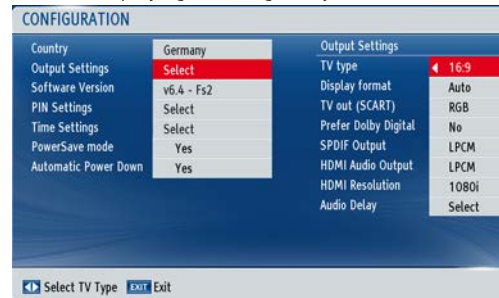 CONFIGURATION
Country Germany
Output Settings Select
Software Version v6.4 - Fs2
PIN Settings Select
Time Settings Select
PowerSave mode Yes
Automatic Power Down Yes
Output Settings
TV type 16:9
Display format Auto
TV out (SCART) RGB
Prefer Dolby Digital No
SPDIF Output LPCM
HDMI Audio Output LPCM
HDMI Resolution 1080i
Audio Delay Select
Select TV Type EXIT Exit